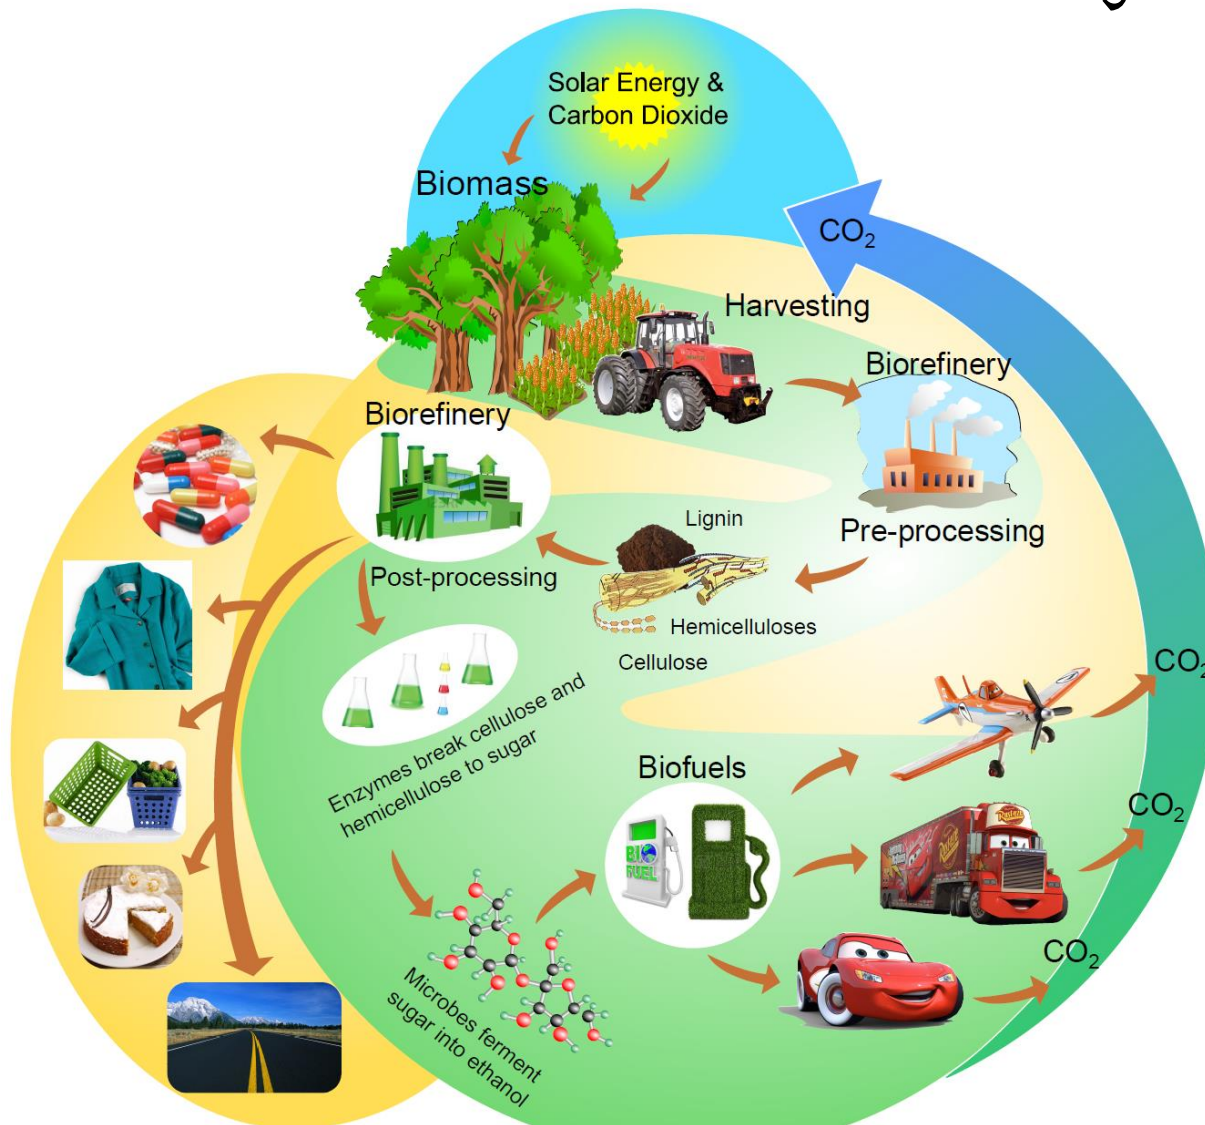 Solar Energy &
Carbon Dioxide
Biomass
CO2
Harvesting
Biorefinery
Biorefinery
Lignin
Pre-processing
Post-processing
Hemicelluloses
Cellulose
CO2
Enzymes break cellulose and
hemicellulose to sugar
Biofuels
BIO
FUEL
CO2
CO2
Microbes ferment
sugar into ethanol